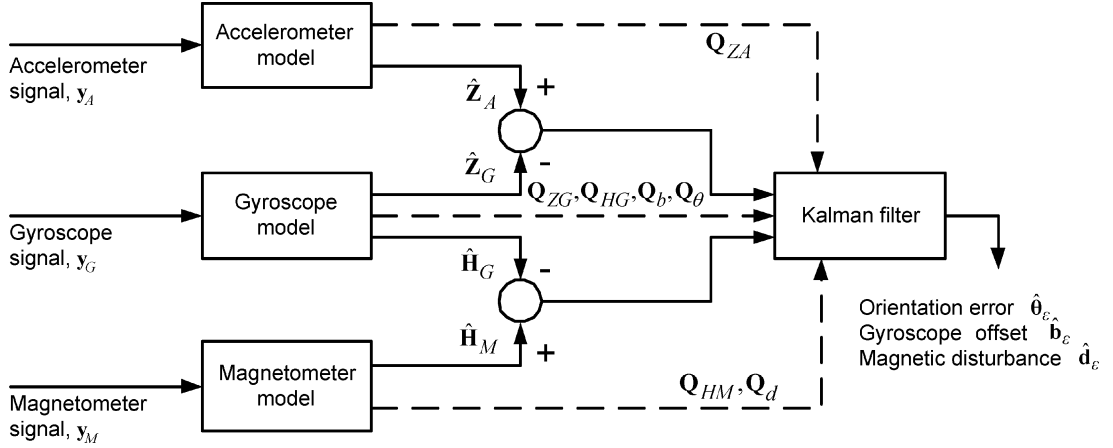 Accelerometer
model
Q_ZA
Accelerometer
signal, y_A
Ẑ_A
+
Ẑ_G
-
Q_ZG, Q_HG, Q_b, Q_θ
Gyroscope
model
Kalman filter
Gyroscope
signal, y_G
Ĥ_G
-
Orientation error θ̂_ε
Gyroscope offset b̂_ε
Magnetic disturbance d̂_ε
Ĥ_M
+
Magnetometer
model
Q_HM, Q_d
Magnetometer
signal, y_M